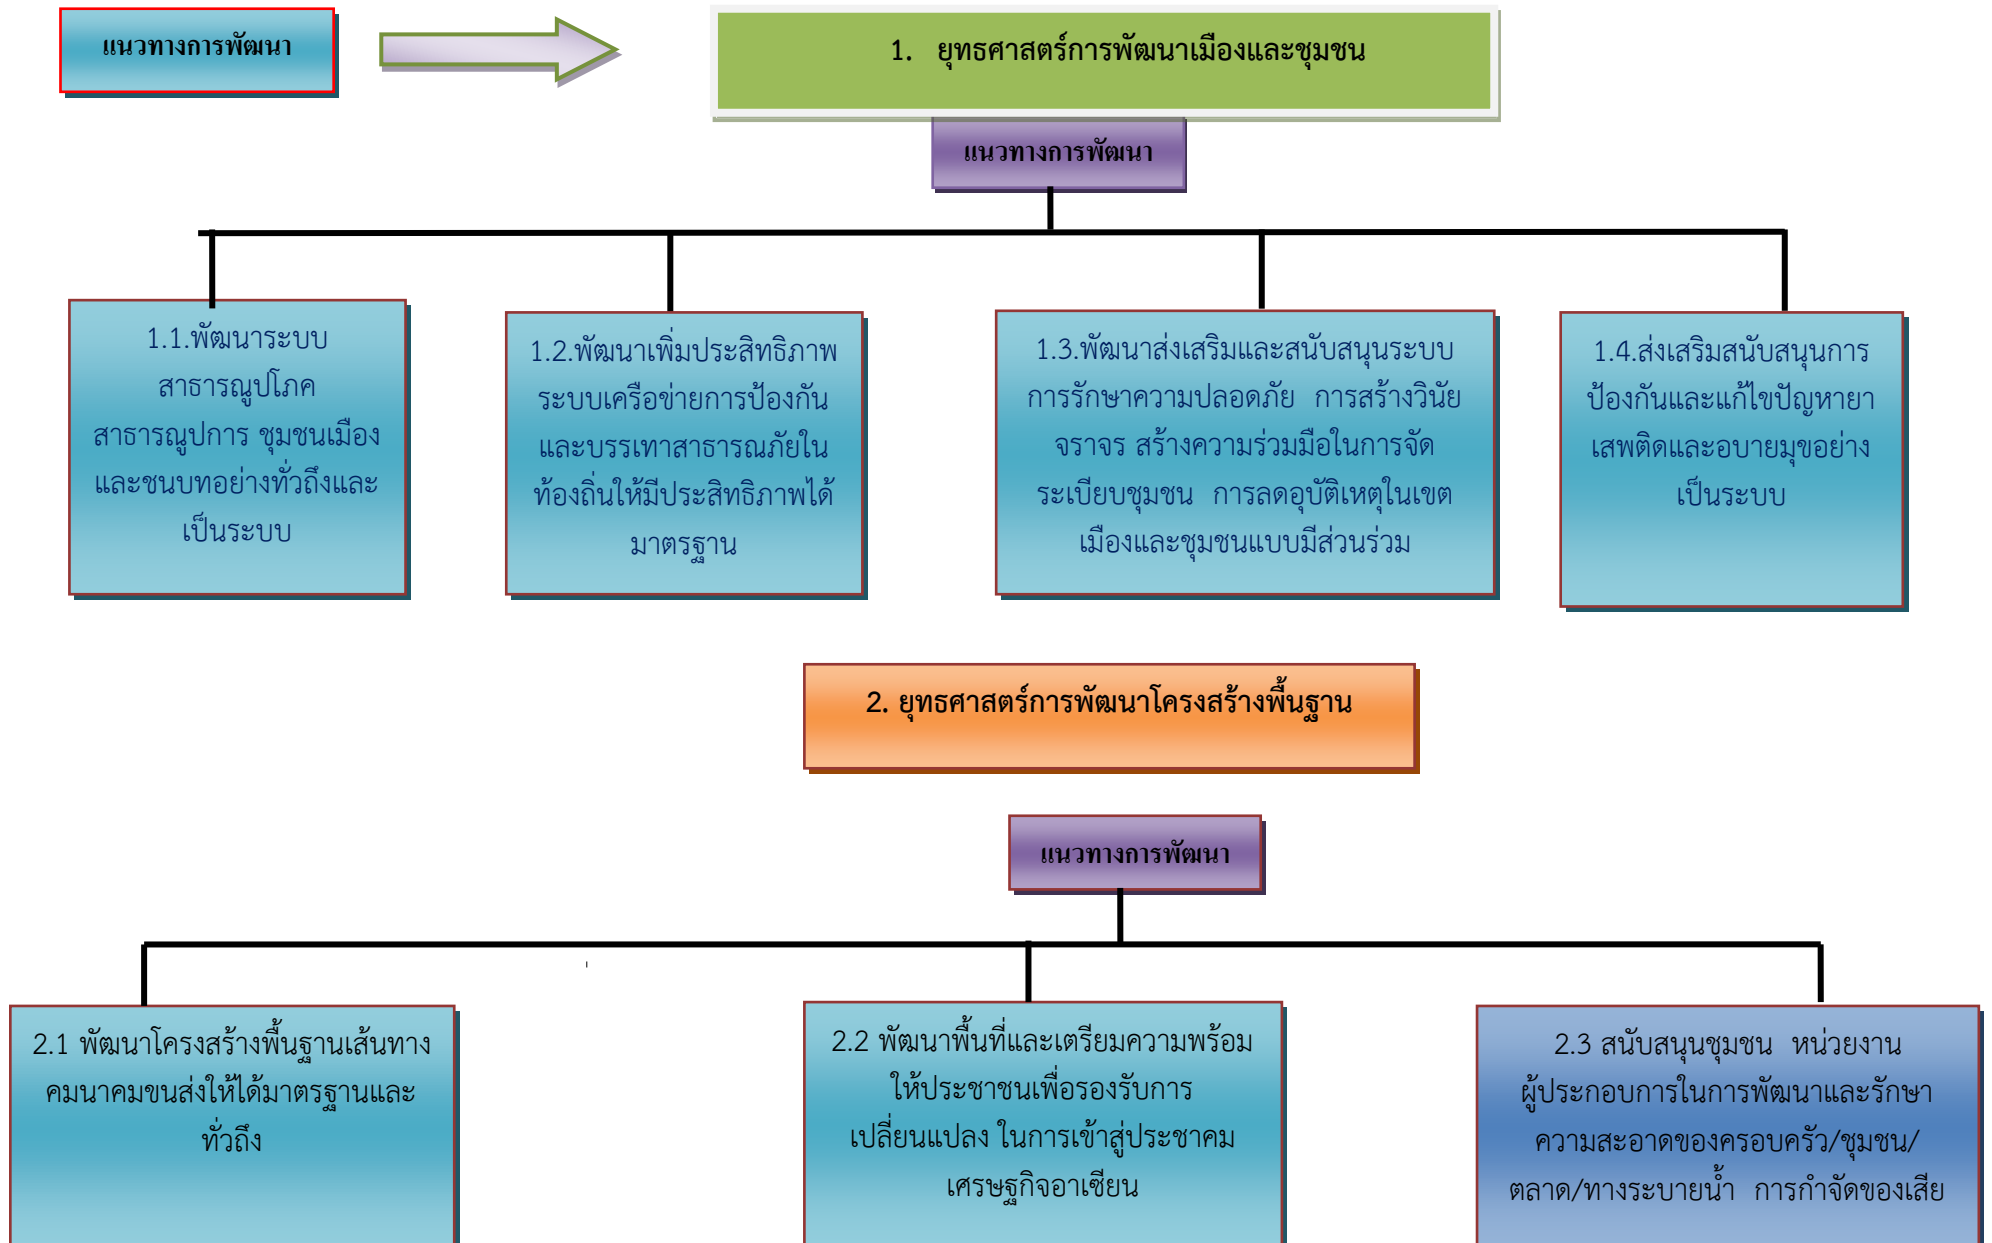 แนวทางการพัฒนา
1. ยุทธศาสตร์การพัฒนาเมืองและชุมชน
แนวทางการพัฒนา
1.1.พัฒนาระบบ
สาธารณูปโภค
สาธารณูปการ ชุมชนเมือง
และชนบทอย่างทั่วถึงและ
เป็นระบบ
1.2.พัฒนาเพิ่มประสิทธิภาพ
ระบบเครือข่ายการป้องกัน
และบรรเทาสาธารณภัยใน
ท้องถิ่นให้มีประสิทธิภาพได้
มาตรฐาน
1.3.พัฒนาส่งเสริมและสนับสนุนระบบ
การรักษาความปลอดภัย การสร้างวินัย
จราจร สร้างความร่วมมือในการจัด
ระเบียบชุมชน การลดอุบัติเหตุในเขต
เมืองและชุมชนแบบมีส่วนร่วม
1.4.ส่งเสริมสนับสนุนการ
ป้องกันและแก้ไขปัญหายา
เสพติดและอบายมุขอย่าง
เป็นระบบ
2. ยุทธศาสตร์การพัฒนาโครงสร้างพื้นฐาน
แนวทางการพัฒนา
2.1 พัฒนาโครงสร้างพื้นฐานเส้นทาง
คมนาคมขนส่งให้ได้มาตรฐานและ
ทั่วถึง
2.2 พัฒนาพื้นที่และเตรียมความพร้อม
ให้ประชาชนเพื่อรองรับการ
เปลี่ยนแปลง ในการเข้าสู่ประชาคม
เศรษฐกิจอาเซียน
2.3 สนับสนุนชุมชน หน่วยงาน
ผู้ประกอบการในการพัฒนาและรักษา
ความสะอาดของครอบครัว/ชุมชน/
ตลาด/ทางระบายน้ำ การกำจัดของเสีย